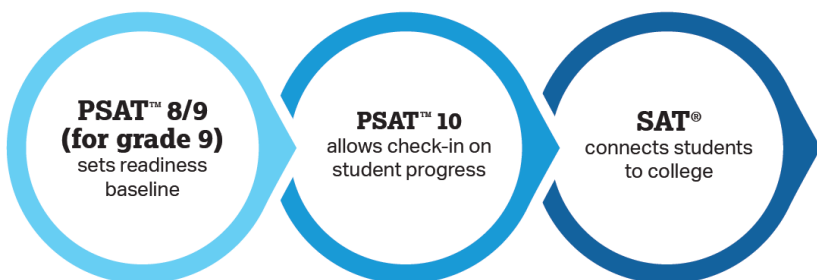 PSAT™ 8/9
(for grade 9)
sets readiness
baseline
PSAT™ 10
allows check-in on
student progress
SAT®
connects students
to college